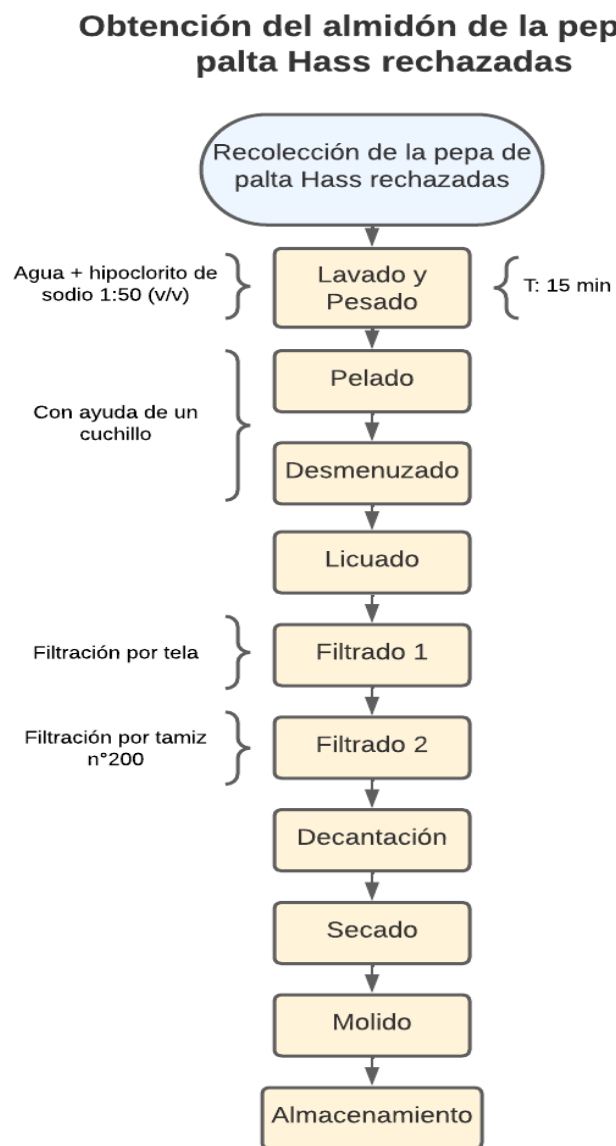 Obtención del almidón de la pep
palta Hass rechazadas
Recolección de la pepa de
palta Hass rechazadas
Agua + hipoclorito de
sodio 1:50 (v/v)
Lavado y
Pesado
T: 15 min
Pelado
Con ayuda de un
cuchillo
Desmenuzado
Licuado
Filtración por tela
Filtrado 1
Filtración por tamiz
n°200
Filtrado 2
Decantación
Secado
Molido
Almacenamiento